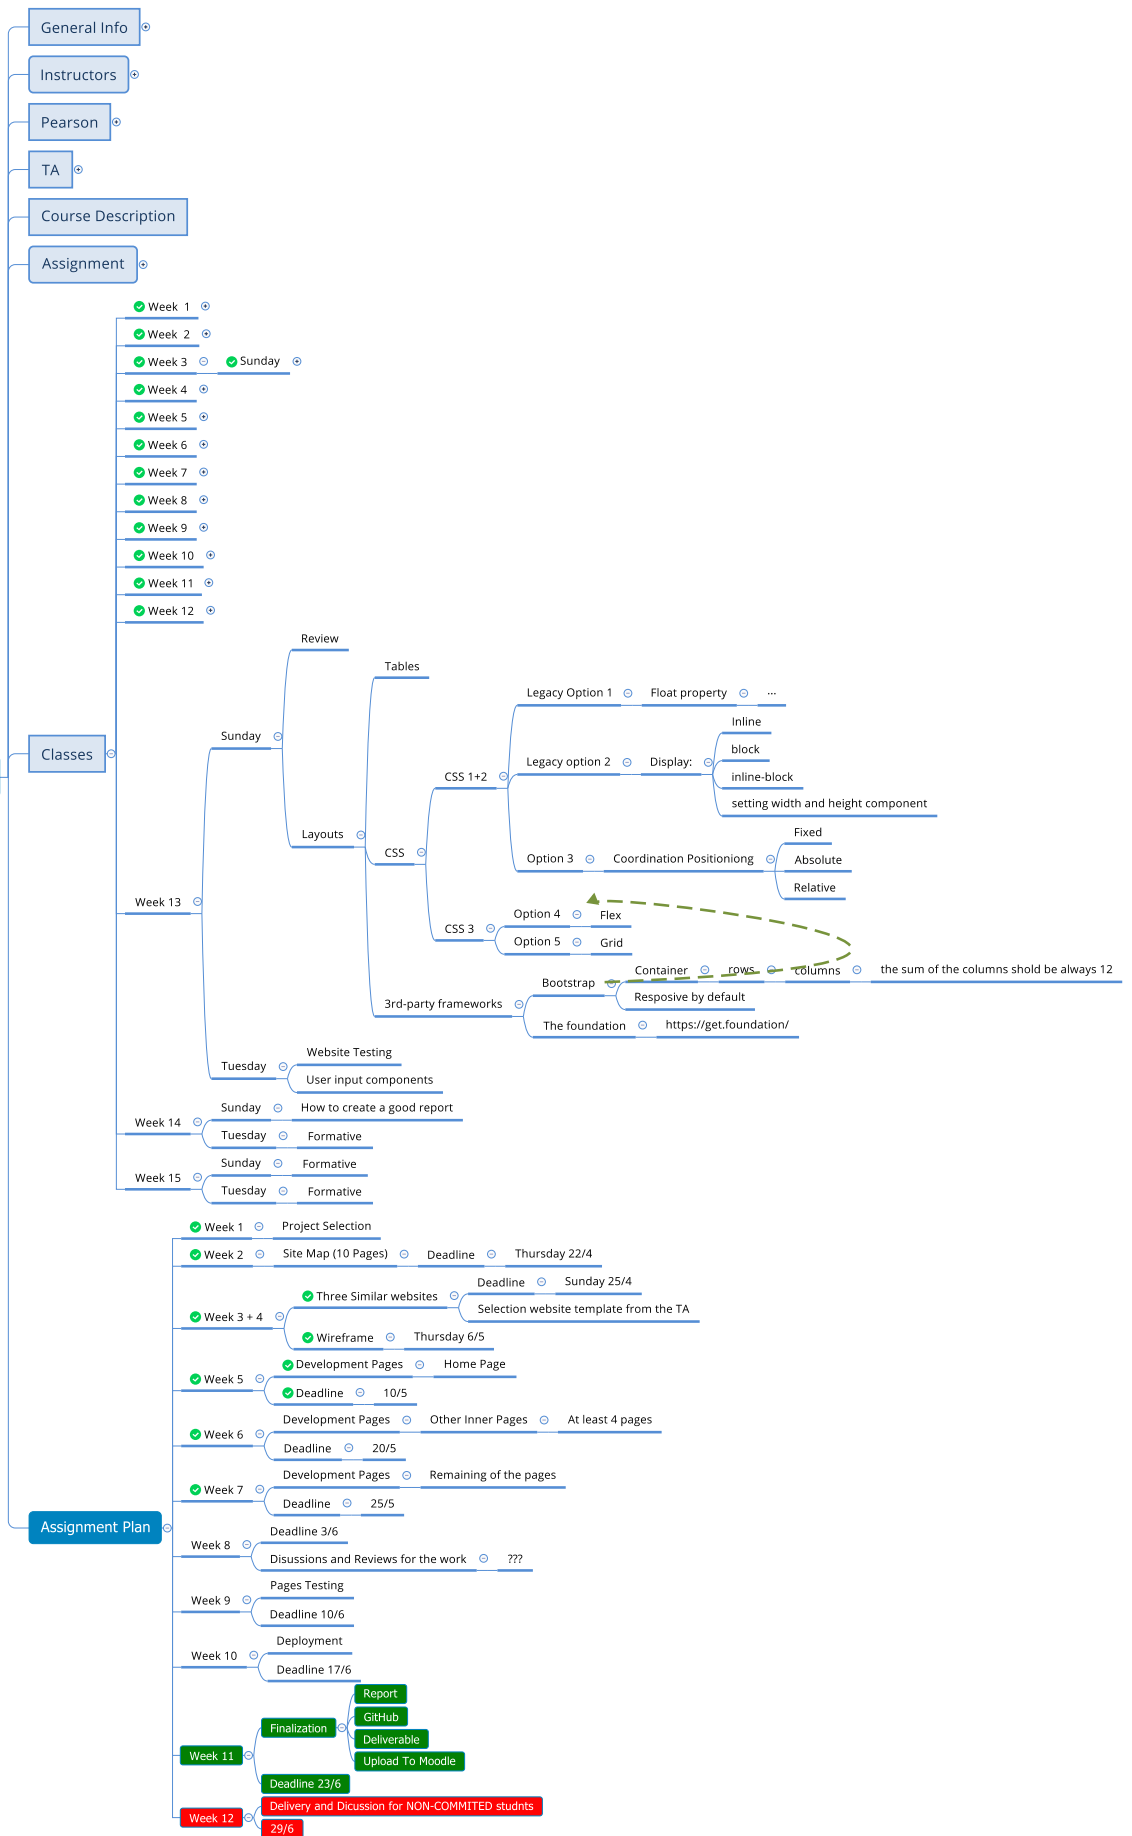 General Info
Instructors
Pearson
TA
Course Description
Assignment
Classes
Week  1
Week  2
Week 3
Sunday
Week 4
Week 5
Week 6
Week 7
Week 8
Week 9
Week 10
Week 11
Week 12
Week 13
Sunday
Review
Layouts
Tables
CSS
CSS 1+2
Legacy Option 1
Float property
...
Legacy option 2
Display:
Inline
block
inline-block
setting width and height component
Option 3
Coordination Positioniong
Fixed
Absolute
Relative
CSS 3
Option 4
Flex
Option 5
Grid
3rd-party frameworks
Bootstrap
Container
rows
columns
the sum of the columns shold be always 12
Resposive by default
The foundation
https://get.foundation/
Tuesday
Website Testing
User input components
Week 14
Sunday
How to create a good report
Tuesday
Formative
Week 15
Sunday
Formative
Tuesday
Formative
Assignment Plan
Week 1
Project Selection
Week 2
Site Map (10 Pages)
Deadline
Thursday 22/4
Week 3 + 4
Three Similar websites
Deadline
Sunday 25/4
Selection website template from the TA
Wireframe
Thursday 6/5
Week 5
Development Pages
Home Page
Deadline
10/5
Week 6
Development Pages
Other Inner Pages
At least 4 pages
Deadline
20/5
Week 7
Development Pages
Remaining of the pages
Deadline
25/5
Week 8
Deadline 3/6
Disussions and Reviews for the work
???
Week 9
Pages Testing
Deadline 10/6
Week 10
Deployment
Deadline 17/6
Week 11
Finalization
Report
GitHub
Deliverable
Upload To Moodle
Deadline 23/6
Week 12
Delivery and Dicussion for NON-COMMITED studnts
29/6